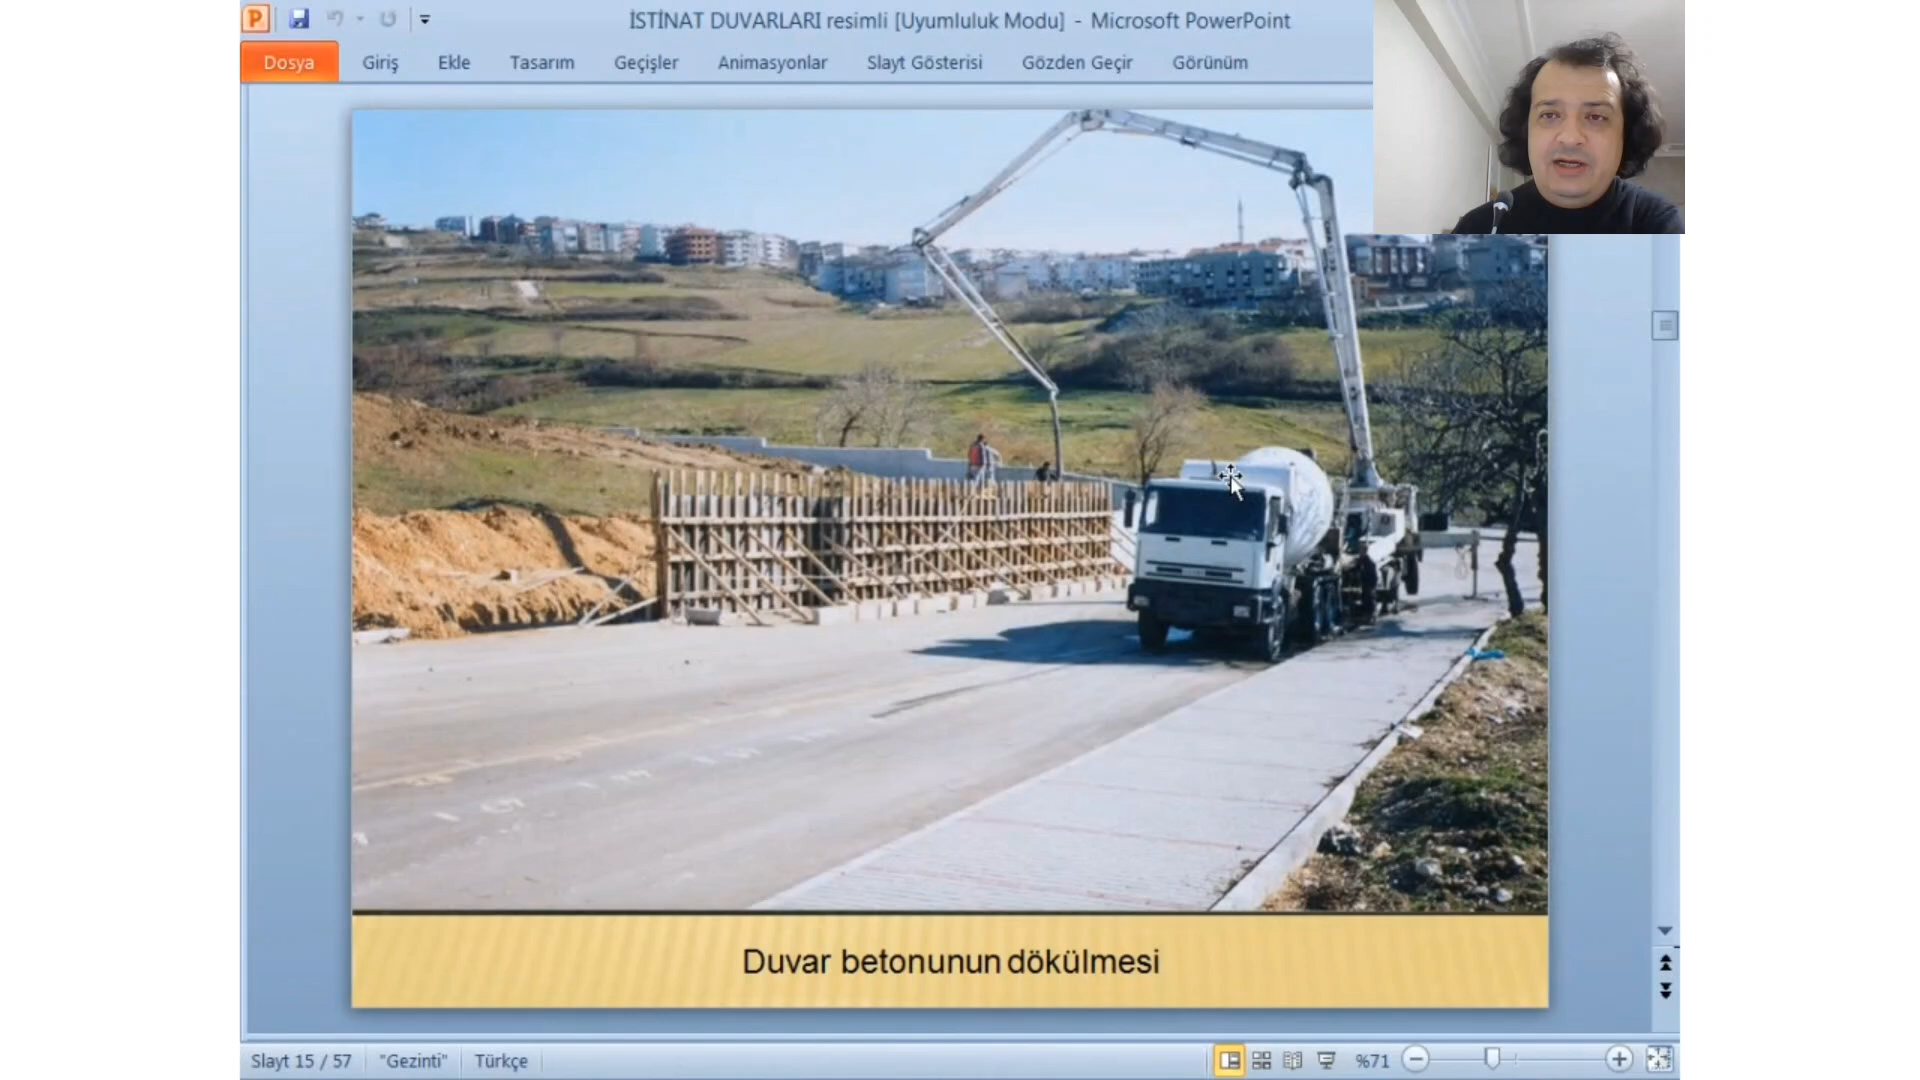 İSTİNAT DUVARLARI resimli [Uyumluluk Modu] - Microsoft PowerPoint
Dosya Giriş Ekle Tasarım Geçişler Animasyonlar Slayt Gösterisi Gözden Geçir Görünüm
Duvar betonunun dökülmesi
Slayt 15 / 57 "Gezinti" Türkçe %71